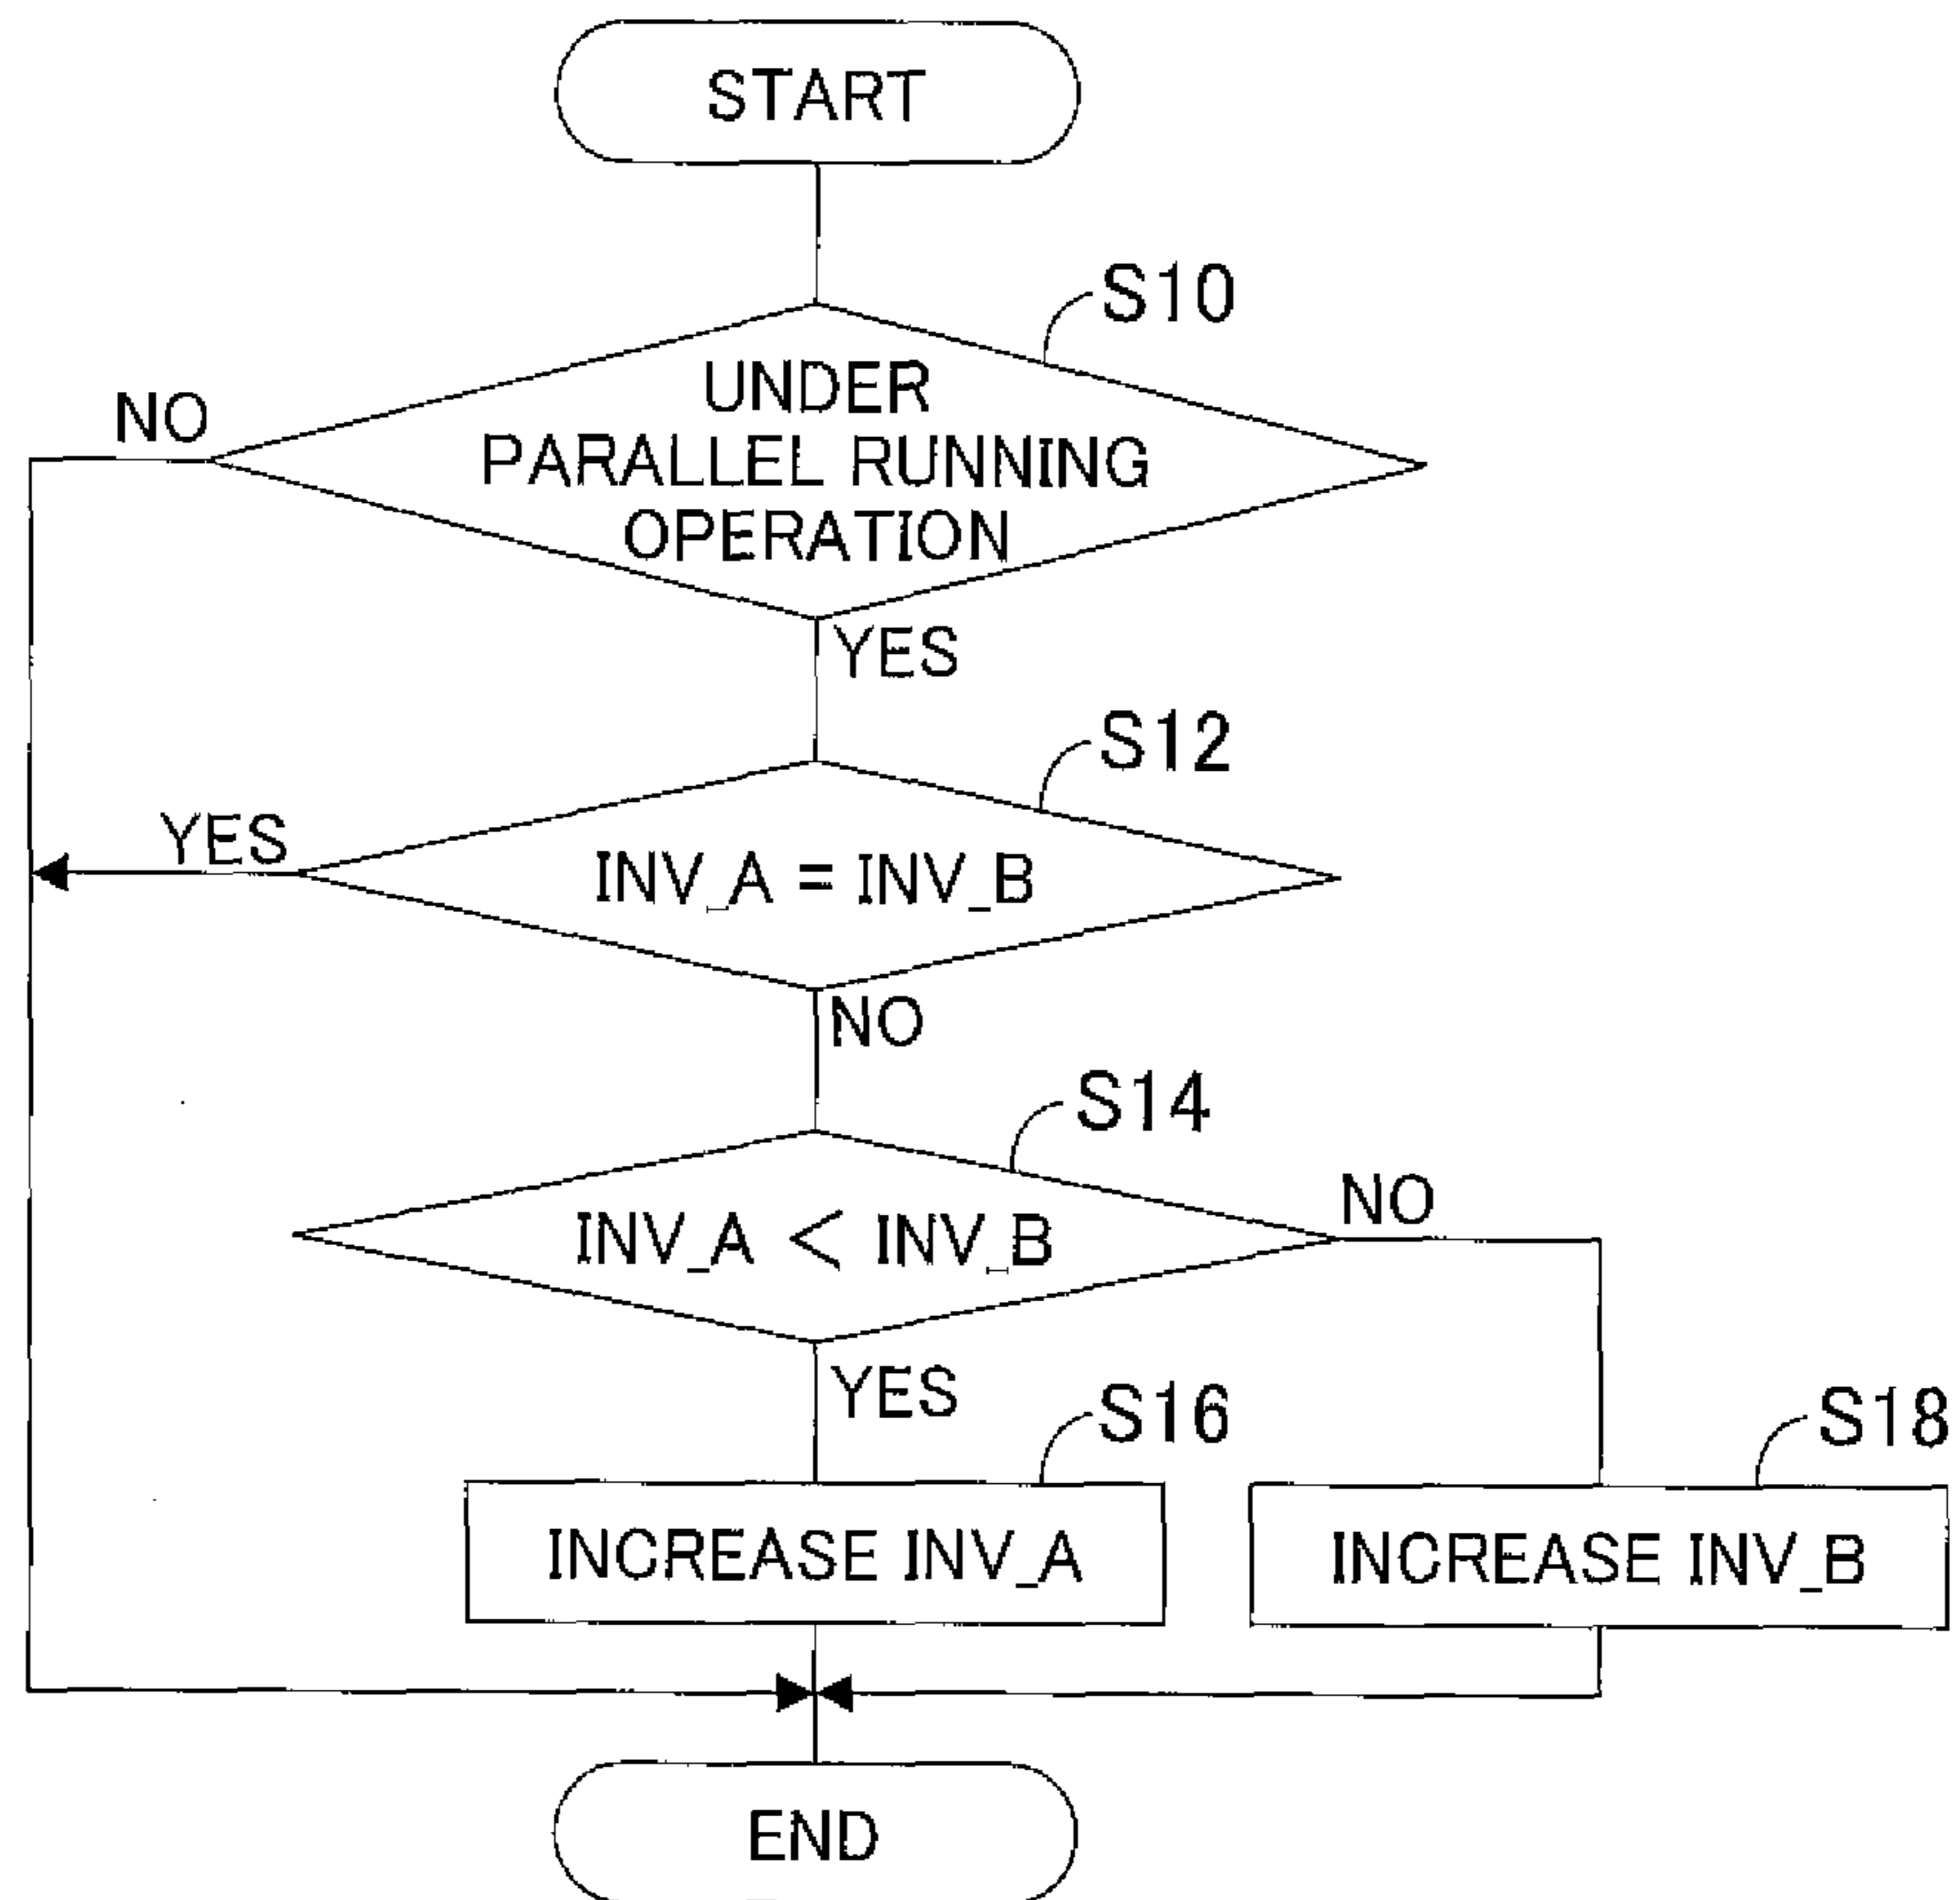 START
S10
NO
UNDER
PARALLEL RUNNING
OPERATION
YES
S12
YES
INV_A = INV_B
NO
S14
NO
INV_A < INV_B
YES
S16
S18
INCREASE INV_A
INCREASE INV_B
END